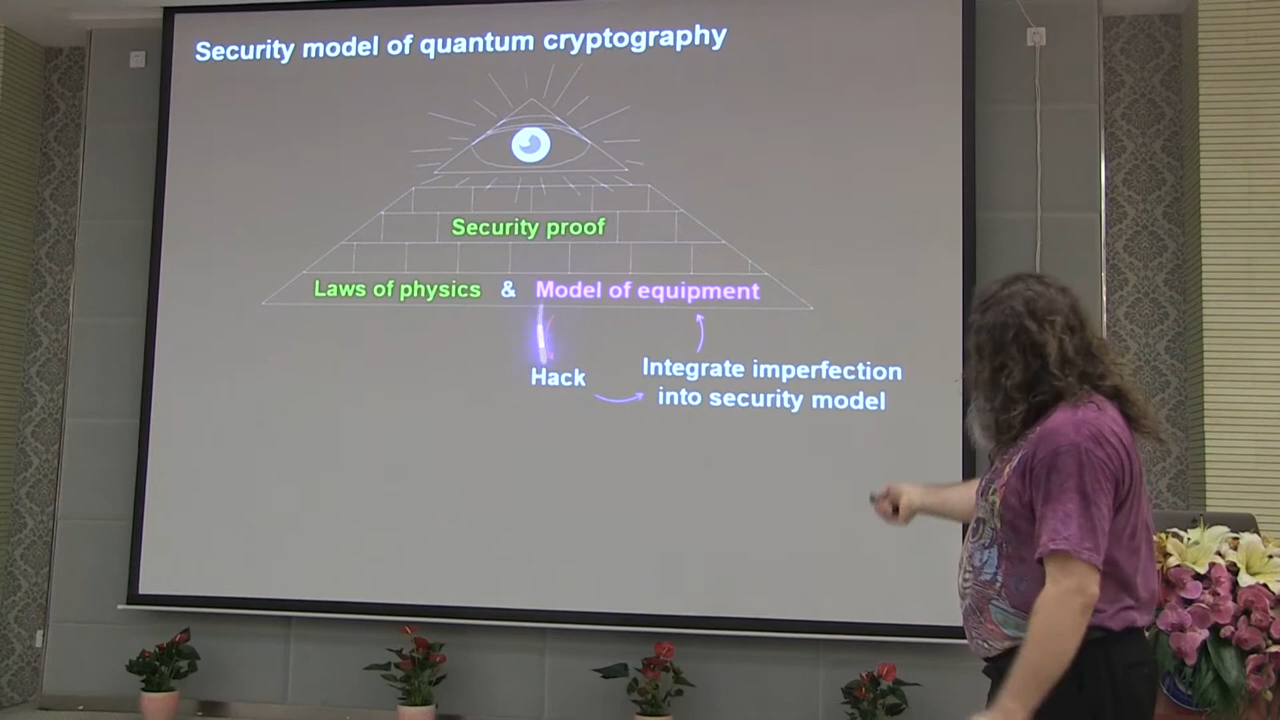 Security model of quantum cryptography
Security proof
Laws of physics & Model of equipment
Hack
Integrate imperfection
into security model